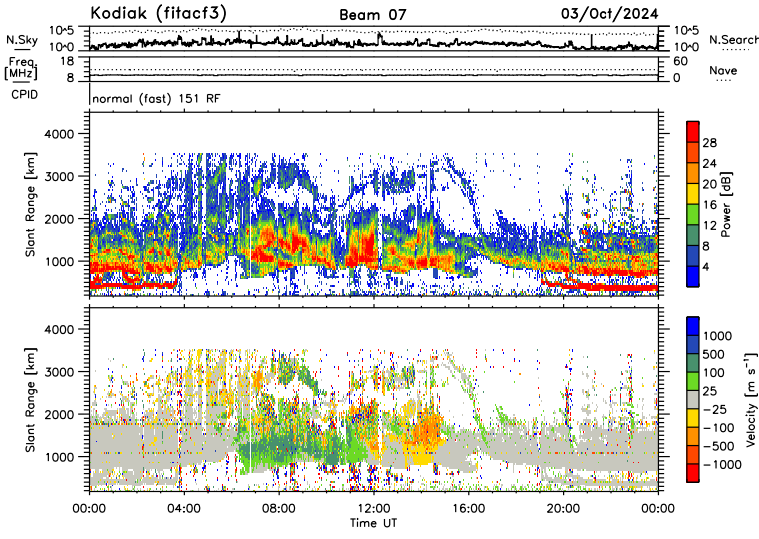 Kodiak (fitacf3) Beam 07 03/Oct/2024
N.Sky 10^5 10^0 10^5 10^0 N.Search
Freq. [MHz] 18 8 60 0 Nave
CPID normal (fast) 151 RF
Slant Range [km] 4000 3000 2000 1000
Power [dB] 28 24 20 16 12 8 4
Slant Range [km] 4000 3000 2000 1000
Velocity [m s⁻¹] 1000 500 100 25 −25 −100 −500 −1000
00:00 04:00 08:00 12:00 16:00 20:00 00:00
Time UT